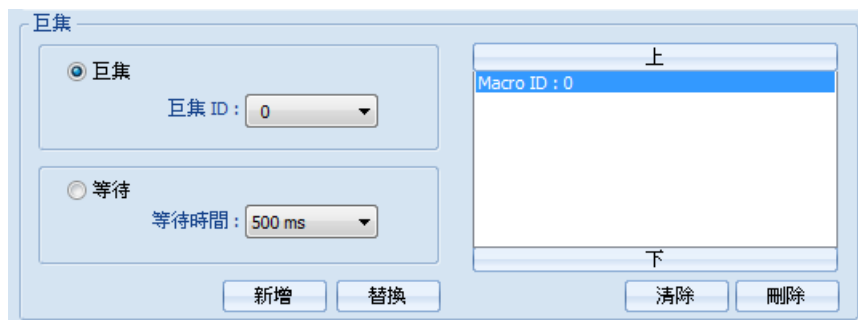 巨集
巨集
巨集 ID : 0
等待
等待時間 : 500 ms
新增 替換
上
Macro ID : 0
下
清除 刪除